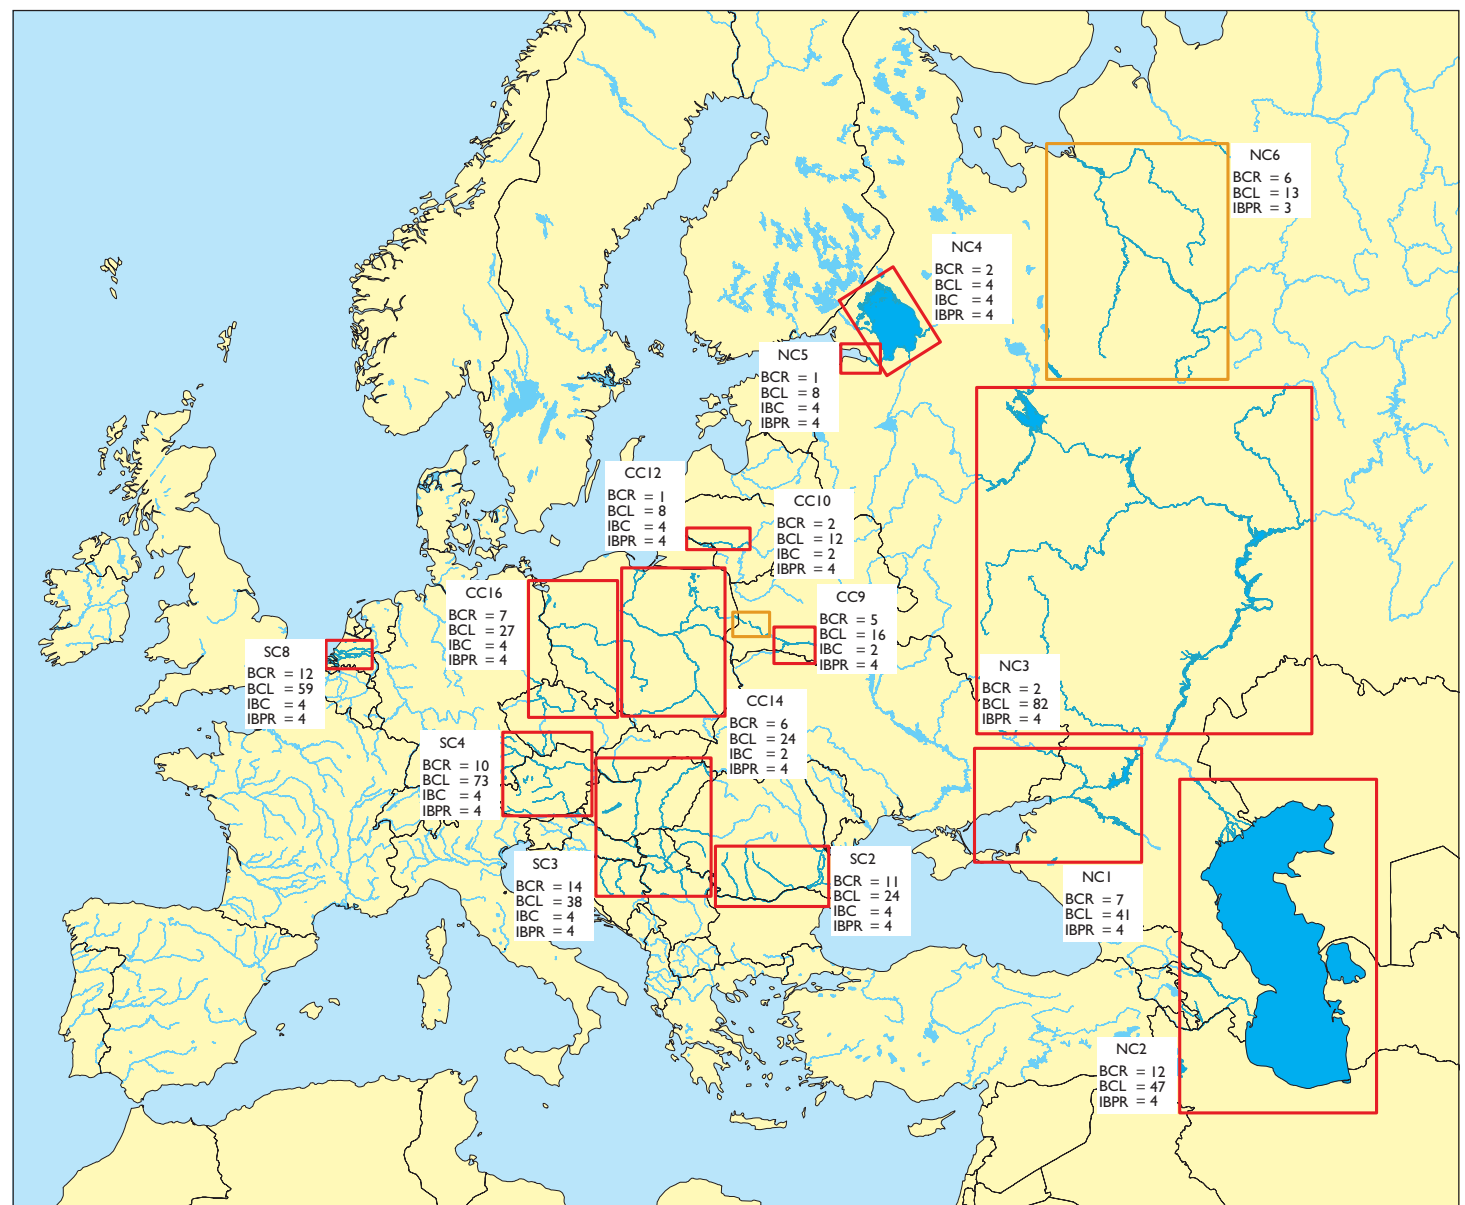 NC6
BCR = 6
BCL = 13
IBPR = 3
NC4
BCR = 2
BCL = 4
IBC = 4
IBPR = 4
NC5
BCR = 1
BCL = 8
IBC = 4
IBPR = 4
CC12
BCR = 1
BCL = 8
IBC = 4
IBPR = 4
CC10
BCR = 2
BCL = 12
IBC = 2
IBPR = 4
CC16
BCR = 7
BCL = 27
IBC = 4
IBPR = 4
CC9
BCR = 5
BCL = 16
IBC = 2
IBPR = 4
SC8
BCR = 12
BCL = 59
IBC = 4
IBPR = 4
NC3
BCR = 2
BCL = 82
IBPR = 4
CC14
BCR = 6
BCL = 24
IBC = 2
IBPR = 4
SC4
BCR = 10
BCL = 73
IBC = 4
IBPR = 4
SC3
BCR = 14
BCL = 38
IBC = 4
IBPR = 4
SC2
BCR = 11
BCL = 24
IBC = 4
IBPR = 4
NC1
BCR = 7
BCL = 41
IBPR = 4
NC2
BCR = 12
BCL = 47
IBPR = 4